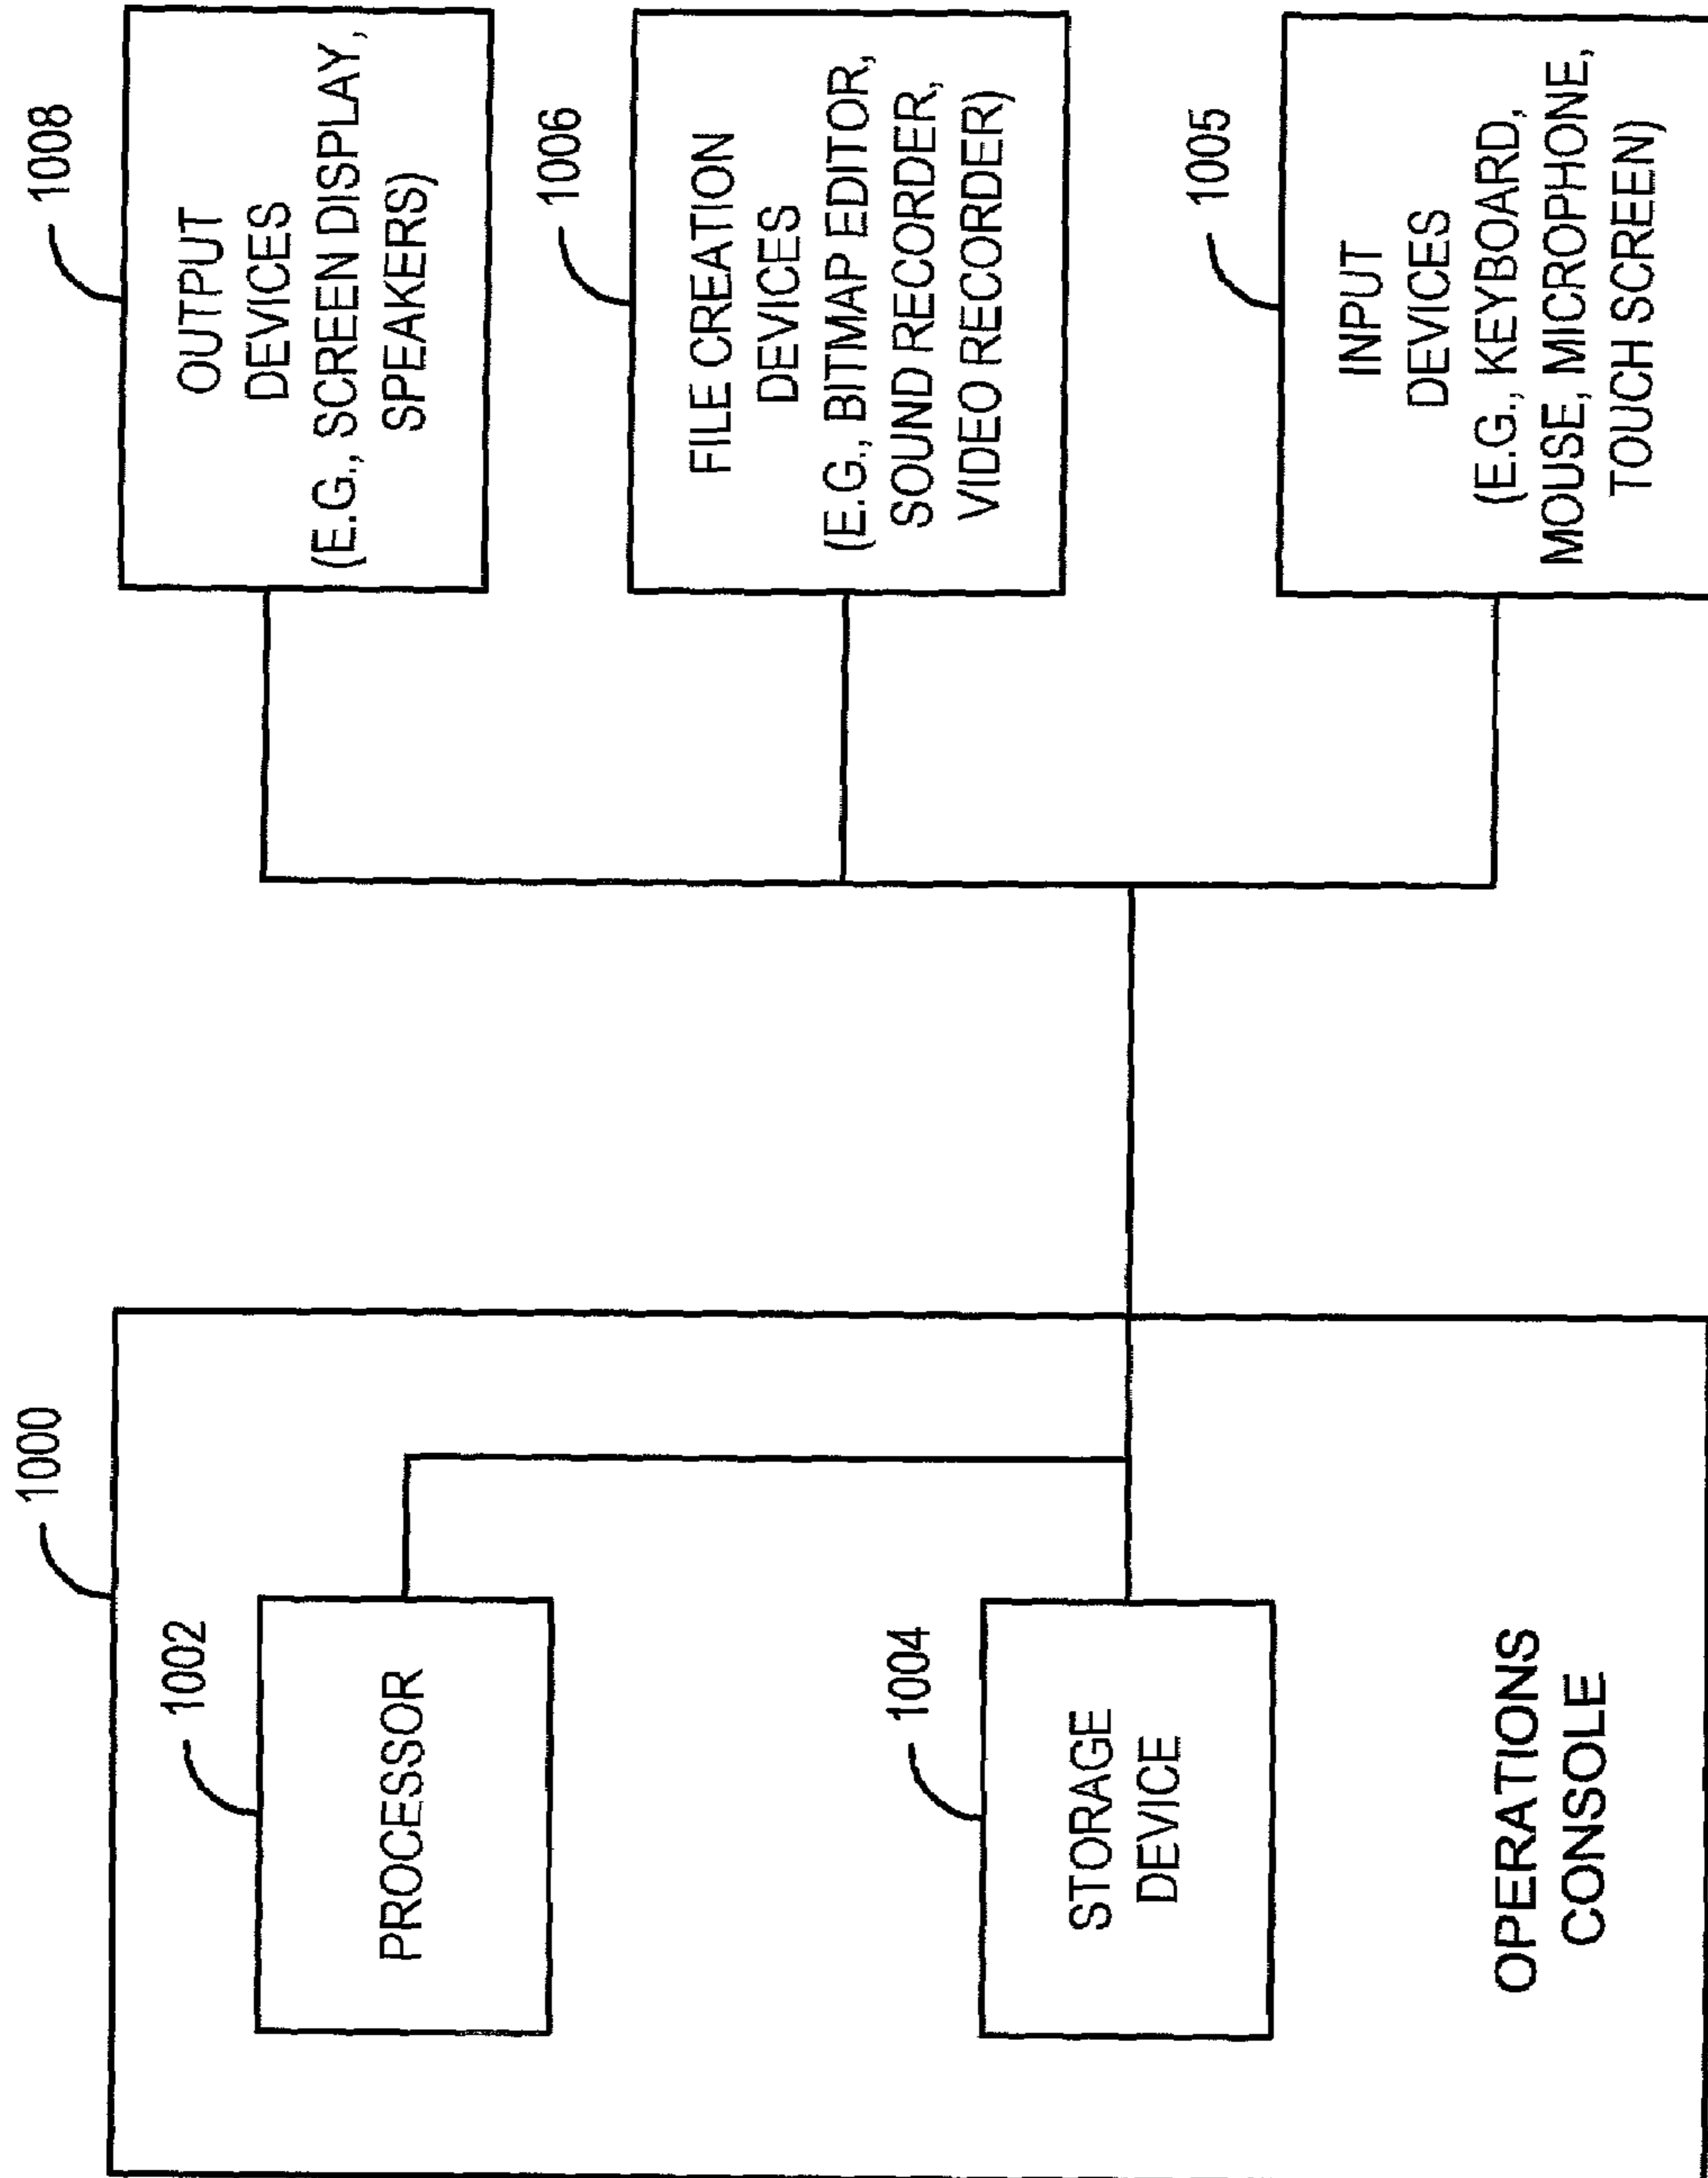 1000
1002
PROCESSOR
1004
STORAGE
DEVICE
OPERATIONS
CONSOLE
1008
OUTPUT
DEVICES
(E.G., SCREEN DISPLAY,
SPEAKERS)
1006
FILE CREATION
DEVICES
(E.G., BITMAP EDITOR,
SOUND RECORDER,
VIDEO RECORDER)
1005
INPUT
DEVICES
(E.G., KEYBOARD,
MOUSE, MICROPHONE,
TOUCH SCREEN)